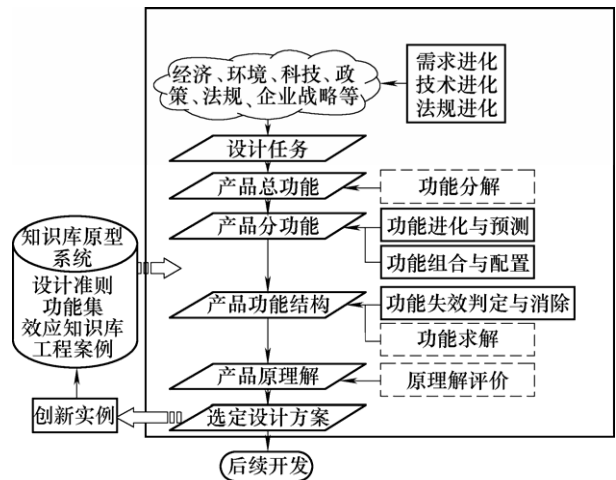 经济、环境、科技、政
策、法规、企业战略等
需求进化
技术进化
法规进化
设计任务
产品总功能
功能分解
产品分功能
功能进化与预测
功能组合与配置
知识库原型
系统
设计准则
功能集
效应知识库
工程案例
产品功能结构
功能失效判定与消除
功能求解
产品原理解
原理解评价
创新实例
选定设计方案
后续开发